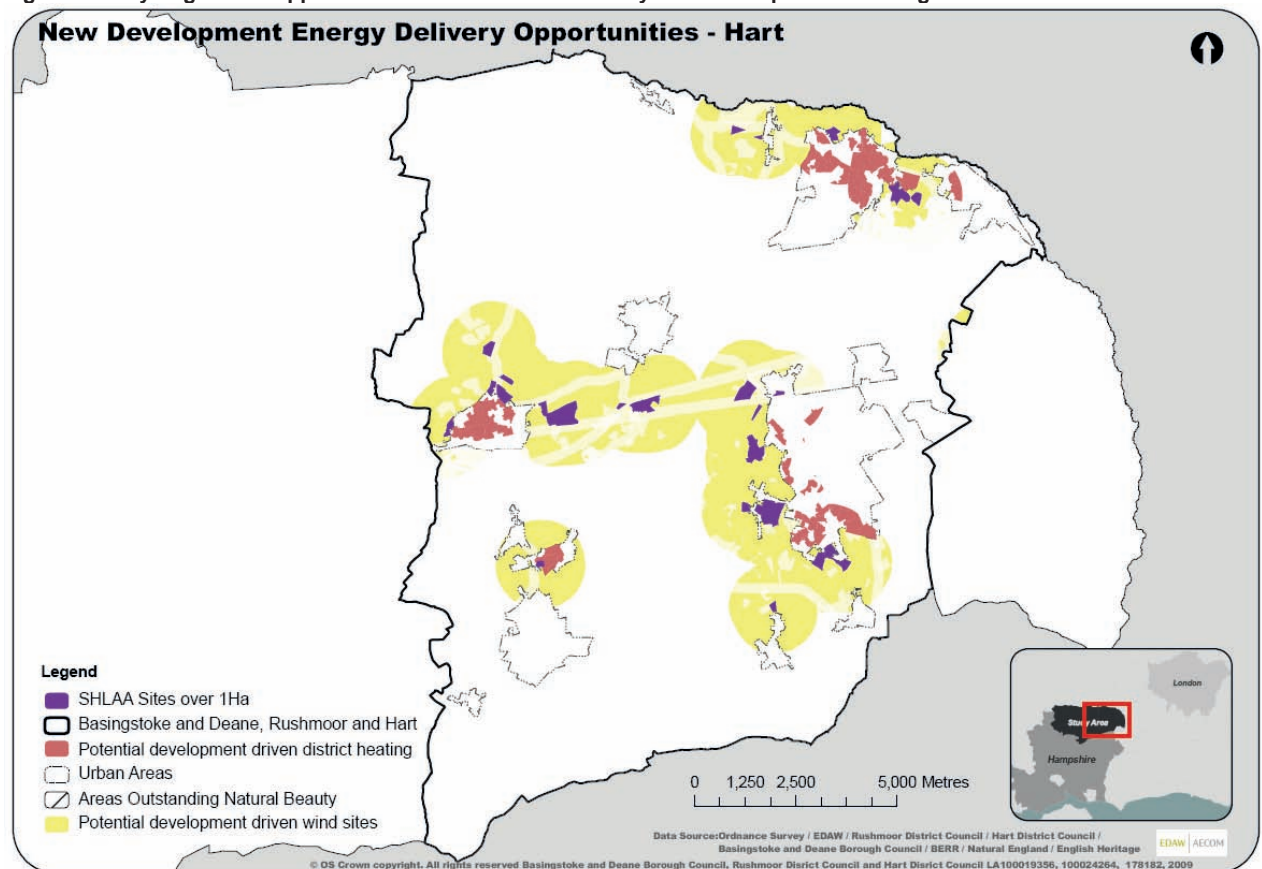 New Development Energy Delivery Opportunities - Hart
Legend
SHLAA Sites over 1Ha
Basingstoke and Deane, Rushmoor and Hart
Potential development driven district heating
Urban Areas
Areas Outstanding Natural Beauty
Potential development driven wind sites
0 1,250 2,500 5,000 Metres
London
Study Area
Hampshire
Data Source:Ordnance Survey / EDAW / Rushmoor District Council / Hart District Council /
Basingstoke and Deane Borough Council / BERR / Natural England / English Heritage
EDAW AECOM
© OS Crown copyright. All rights reserved Basingstoke and Deane Borough Council, Rushmoor Disrict Council and Hart Disrict Council LA100019356, 100024264, 178182, 2009